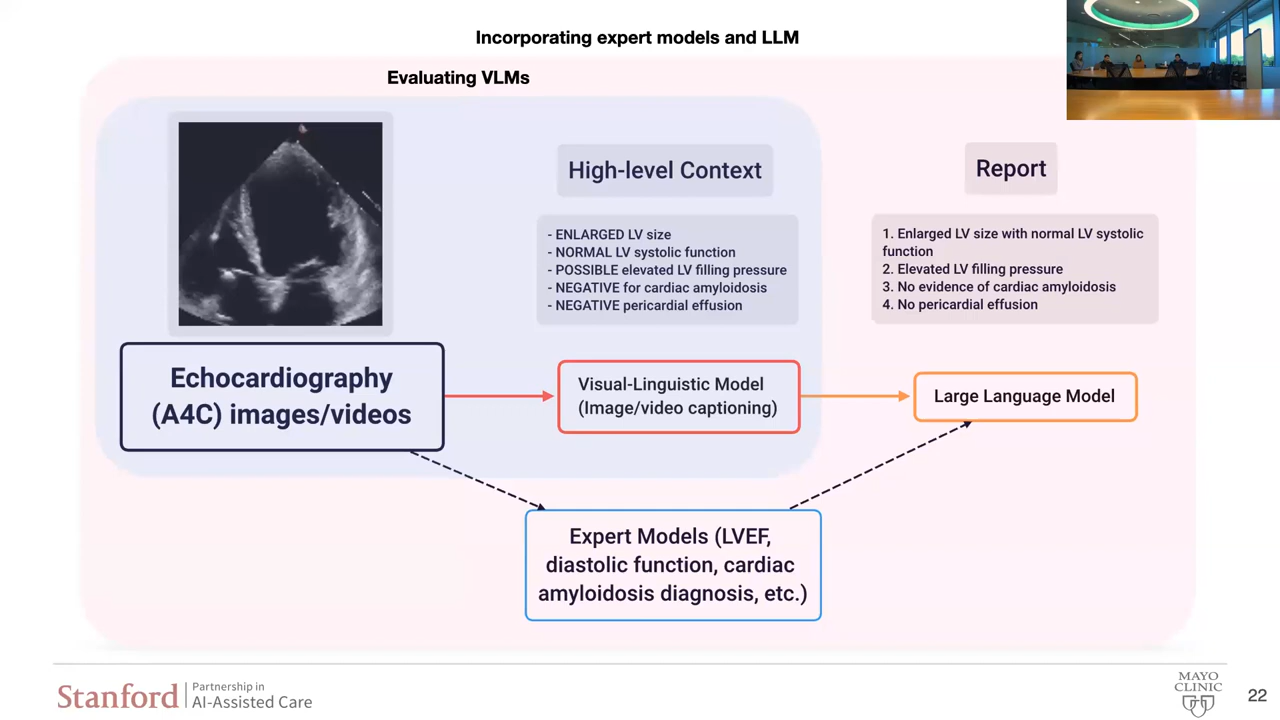 Incorporating expert models and LLM
Evaluating VLMs
High-level Context
- ENLARGED LV size
- NORMAL LV systolic function
- POSSIBLE elevated LV filling pressure
- NEGATIVE for cardiac amyloidosis
- NEGATIVE pericardial effusion
Report
1. Enlarged LV size with normal LV systolic
function
2. Elevated LV filling pressure
3. No evidence of cardiac amyloidosis
4. No pericardial effusion
Echocardiography
(A4C) images/videos
Visual-Linguistic Model
(Image/video captioning)
Large Language Model
Expert Models (LVEF,
diastolic function, cardiac
amyloidosis diagnosis, etc.)
Stanford
Partnership in
AI-Assisted Care
MAYO
CLINIC
22